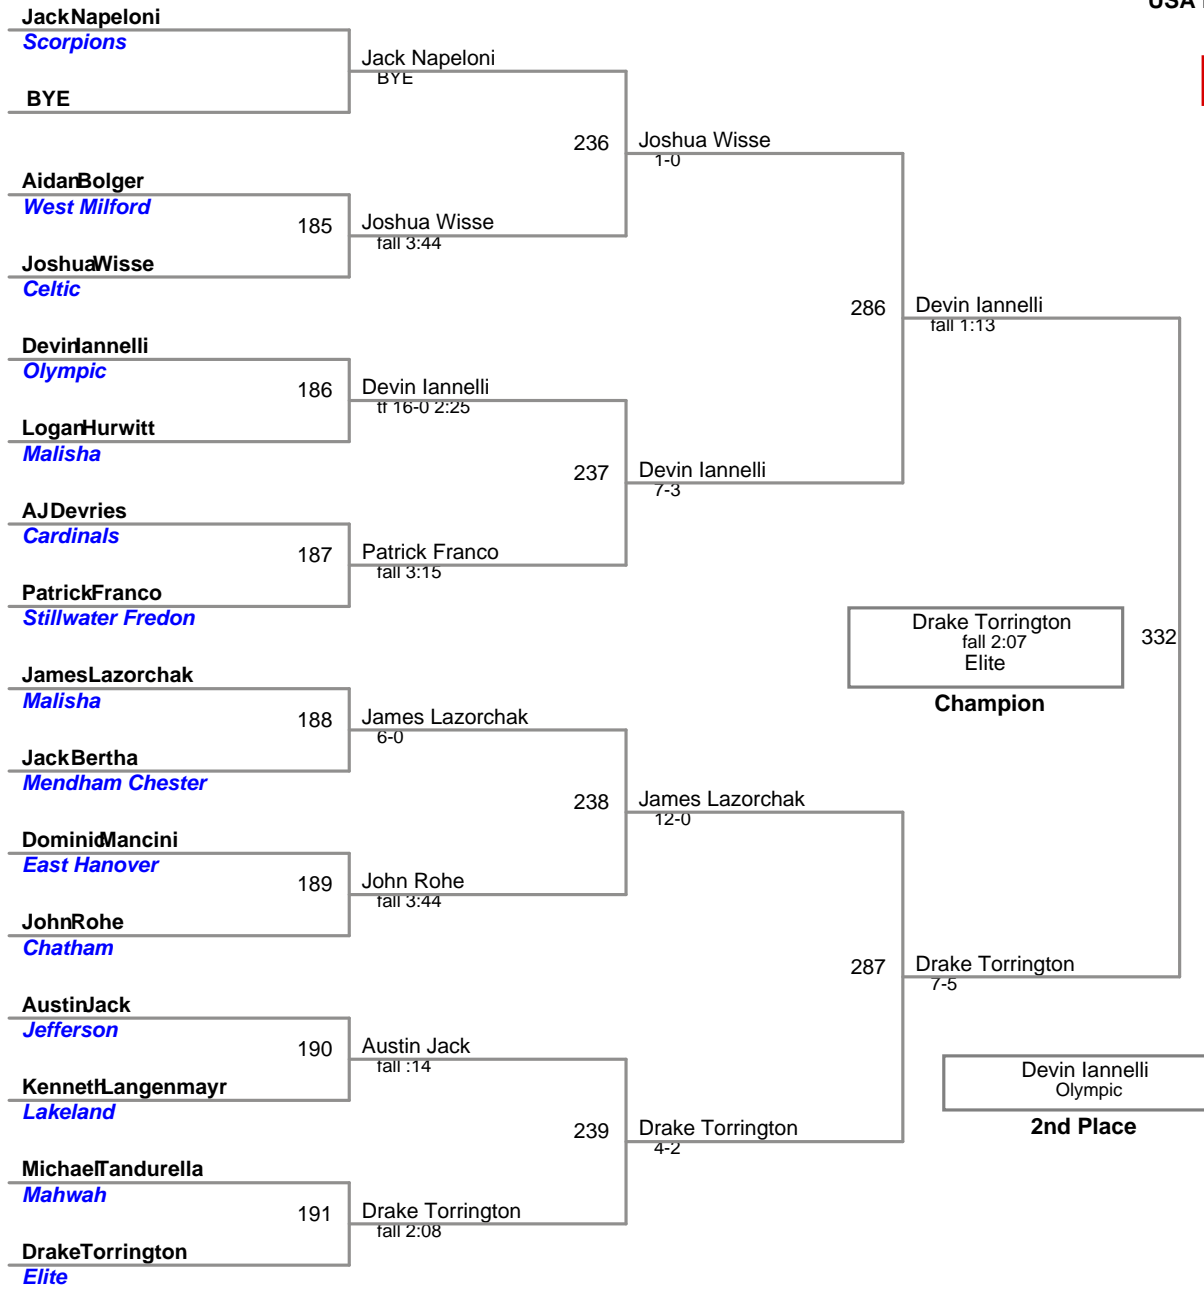 USA
JackNapeloni
Scorpions
Jack Napeloni
BYE
BYE
236
Joshua Wisse
1-0
AidanBolger
West Milford
185
Joshua Wisse
fall 3:44
JoshuaWisse
Celtic
286
Devin Iannelli
fall 1:13
DevinIannelli
Olympic
186
Devin Iannelli
tf 16-0 2:25
LoganHurwitt
Malisha
237
Devin Iannelli
7-3
AJDevries
Cardinals
187
Patrick Franco
fall 3:15
PatrickFranco
Stillwater Fredon
Drake Torrington
fall 2:07
Elite
332
Champion
JamesLazorchak
Malisha
188
James Lazorchak
6-0
JackBertha
Mendham Chester
238
James Lazorchak
12-0
DominicMancini
East Hanover
189
John Rohe
fall 3:44
JohnRohe
Chatham
287
Drake Torrington
7-5
AustinJack
Jefferson
190
Austin Jack
fall :14
KennethLangenmayr
Lakeland
Devin Iannelli
Olympic
2nd Place
239
Drake Torrington
4-2
MichaelTandurella
Mahwah
191
Drake Torrington
fall 2:08
DrakeTorrington
Elite